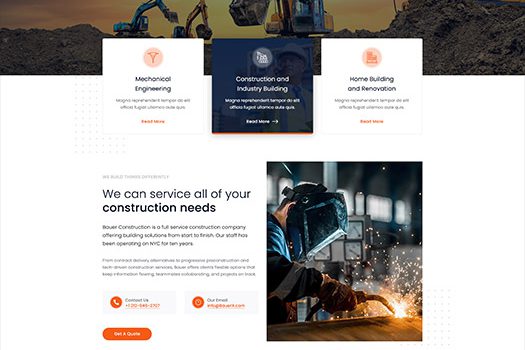 Mechanical
Engineering
Magna reprehenderit tempor do elit
officia fugiat ullamco aute quis.
Read More
Construction and
Industry Building
Magna reprehenderit tempor do elit
officia fugiat ullamco aute quis.
Read More
Home Building
and Renovation
Magna reprehenderit tempor do elit
officia fugiat ullamco aute quis.
Read More
WE BUILD THINGS DIFFERENTLY
We can service all of your
construction needs
Bauer Construction is a full service construction company
offering building solutions from start to finish. Our staff has
been operating on NYC for ten years.
From contract delivery alternatives to progressive preconstruction and
tech-driven construction services, Bauer offers clients flexible options that
keep information flowing, teammates collaborating, and projects on track.
Contact Us
+1 212-645-2707
Our Email
Get A Quote